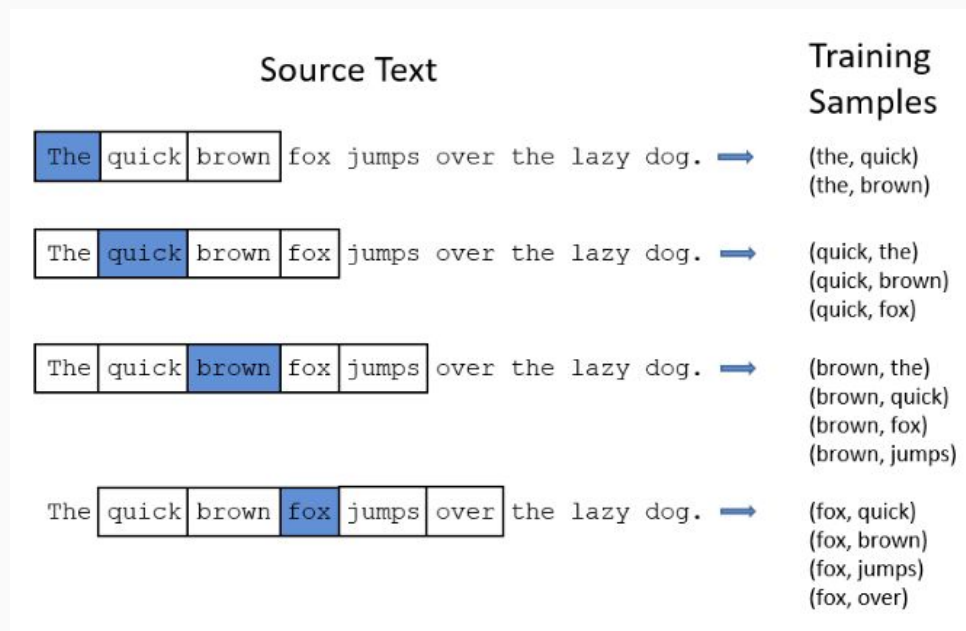 Source Text
Training
Samples
The quick brown fox jumps over the lazy dog.
(the, quick)
(the, brown)
The quick brown fox jumps over the lazy dog.
(quick, the)
(quick, brown)
(quick, fox)
The quick brown fox jumps over the lazy dog.
(brown, the)
(brown, quick)
(brown, fox)
(brown, jumps)
The quick brown fox jumps over the lazy dog.
(fox, quick)
(fox, brown)
(fox, jumps)
(fox, over)